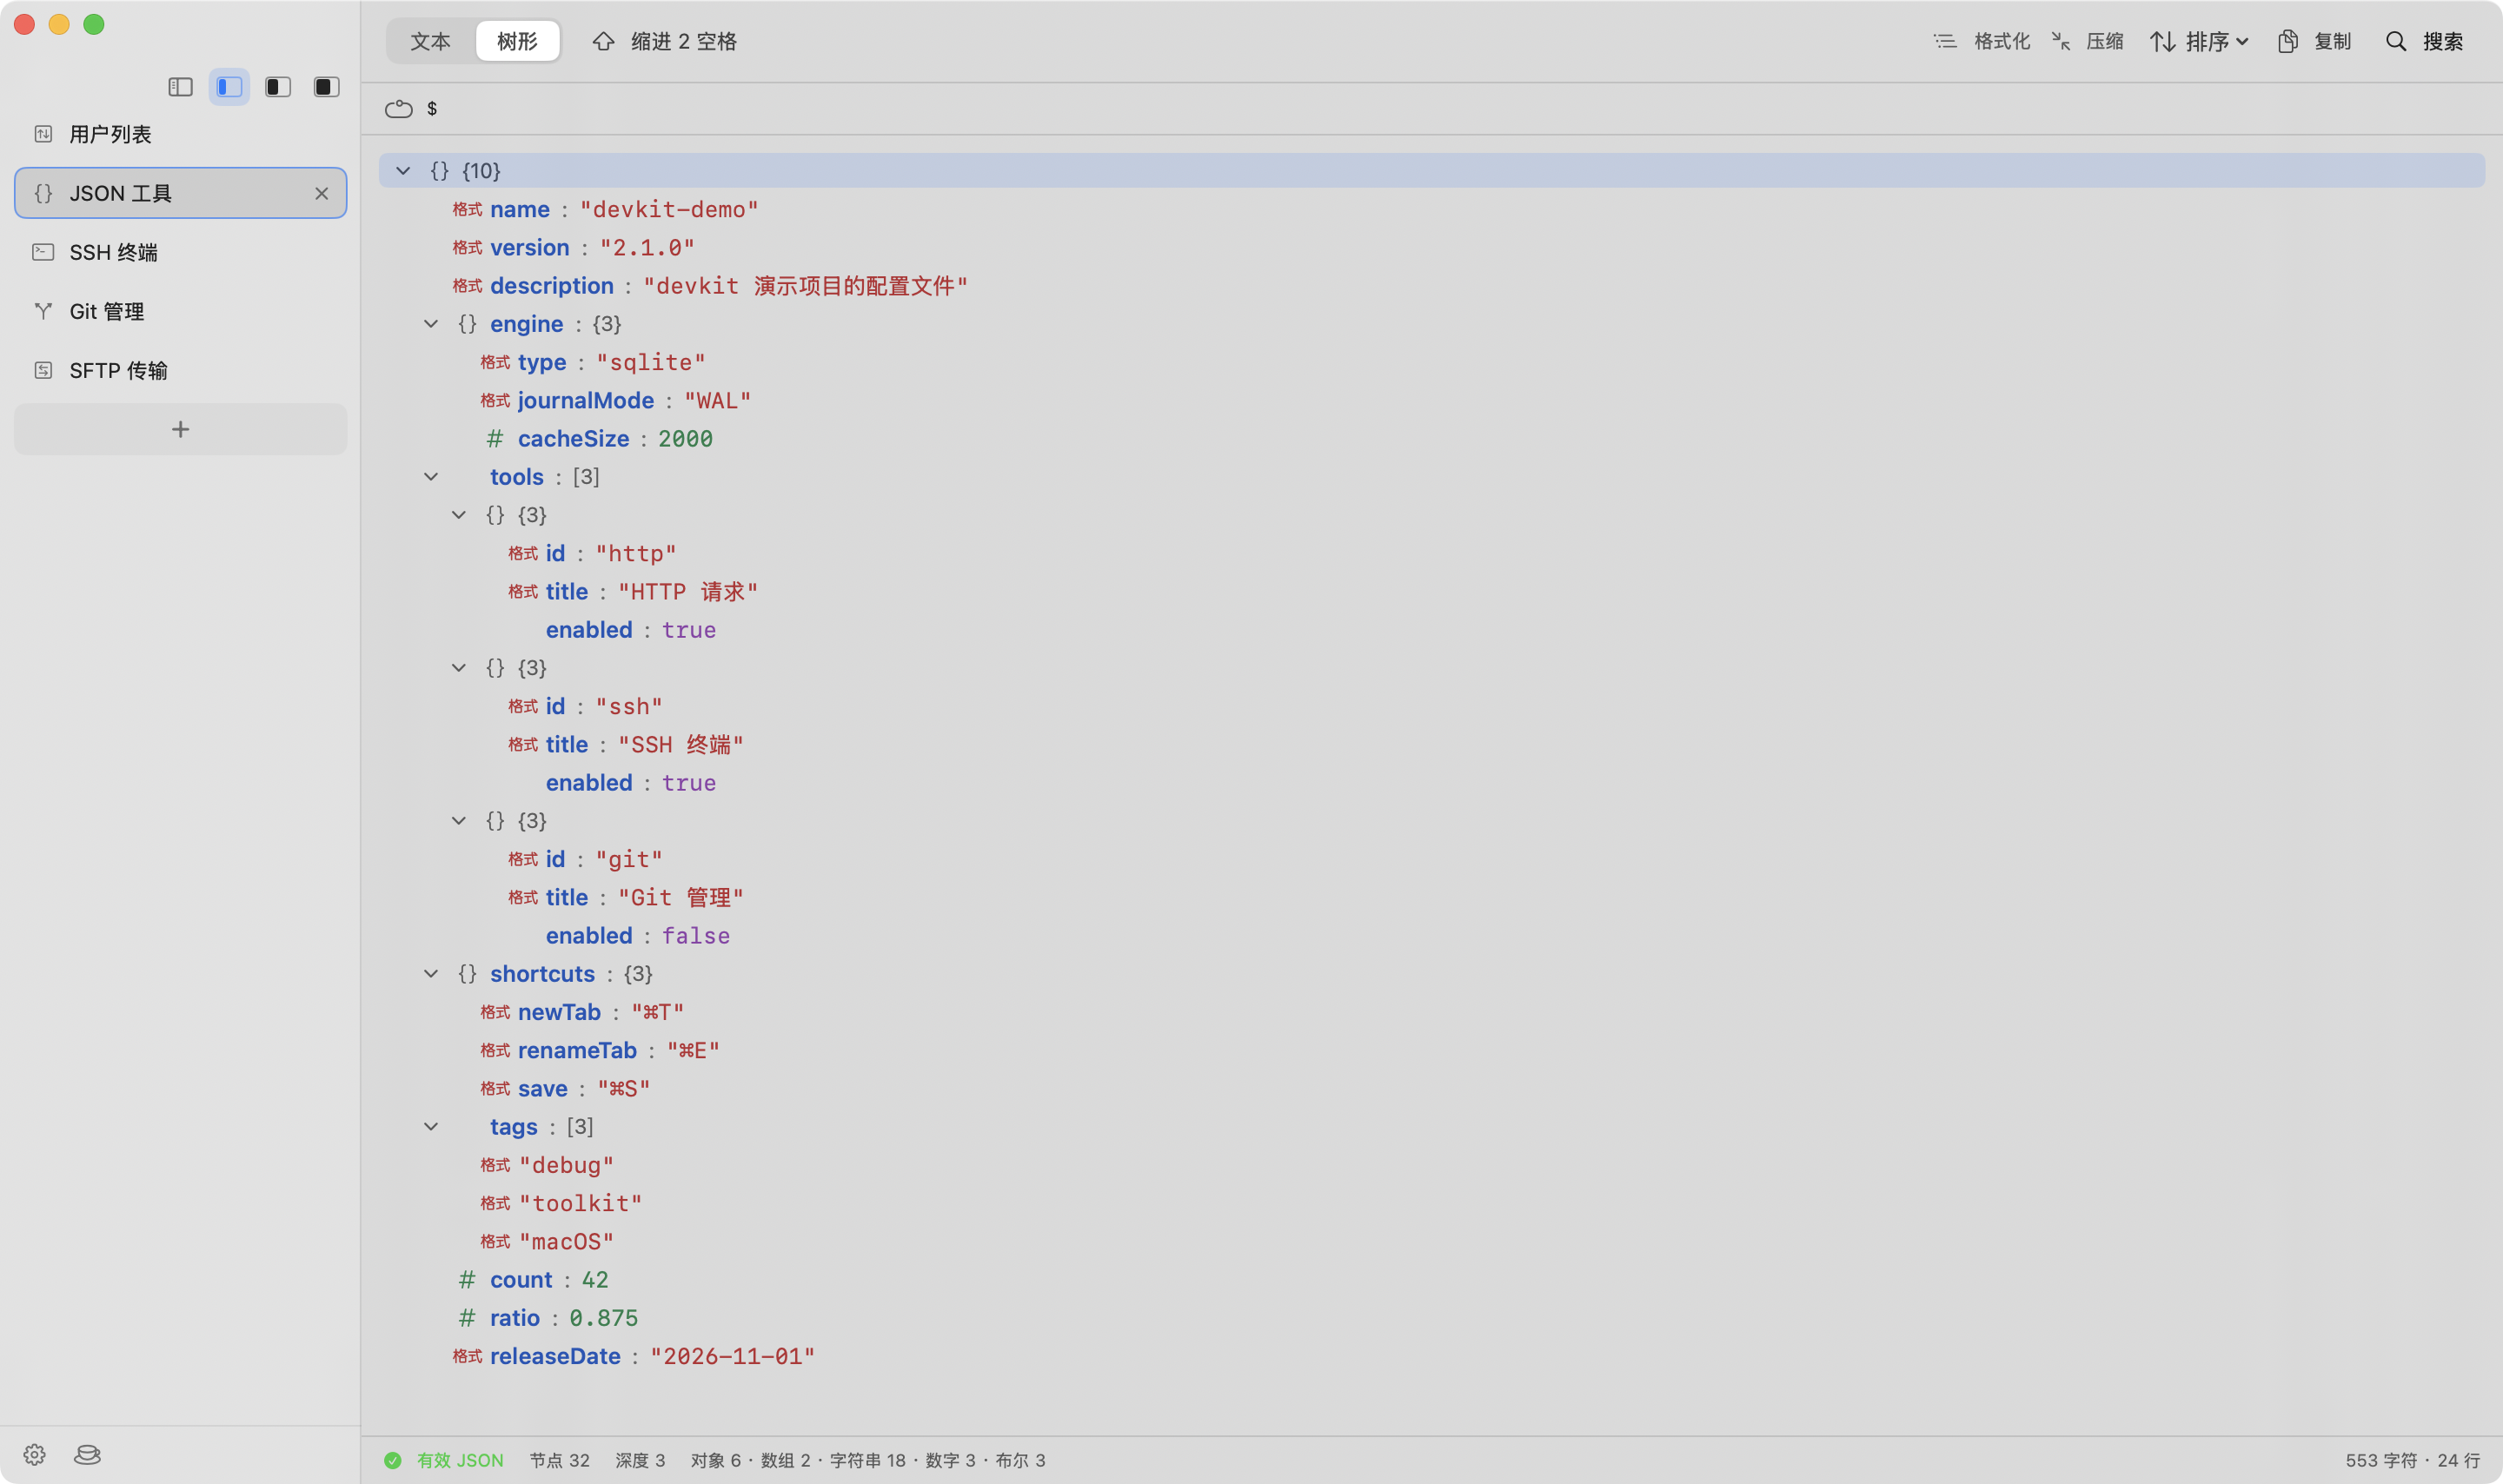 文本 树形 缩进 2 空格 格式化 压缩 排序 复制 搜索
$
用户列表
JSON 工具
SSH 终端
Git 管理
SFTP 传输
{} {10}
格式 name : "devkit-demo"
格式 version : "2.1.0"
格式 description : "devkit 演示项目的配置文件"
{} engine : {3}
格式 type : "sqlite"
格式 journalMode : "WAL"
# cacheSize : 2000
tools : [3]
{} {3}
格式 id : "http"
格式 title : "HTTP 请求"
enabled : true
{} {3}
格式 id : "ssh"
格式 title : "SSH 终端"
enabled : true
{} {3}
格式 id : "git"
格式 title : "Git 管理"
enabled : false
{} shortcuts : {3}
格式 newTab : "⌘T"
格式 renameTab : "⌘E"
格式 save : "⌘S"
tags : [3]
格式 "debug"
格式 "toolkit"
格式 "macOS"
# count : 42
# ratio : 0.875
格式 releaseDate : "2026-11-01"
有效 JSON 节点 32 深度 3 对象 6 · 数组 2 · 字符串 18 · 数字 3 · 布尔 3 553 字符 · 24 行